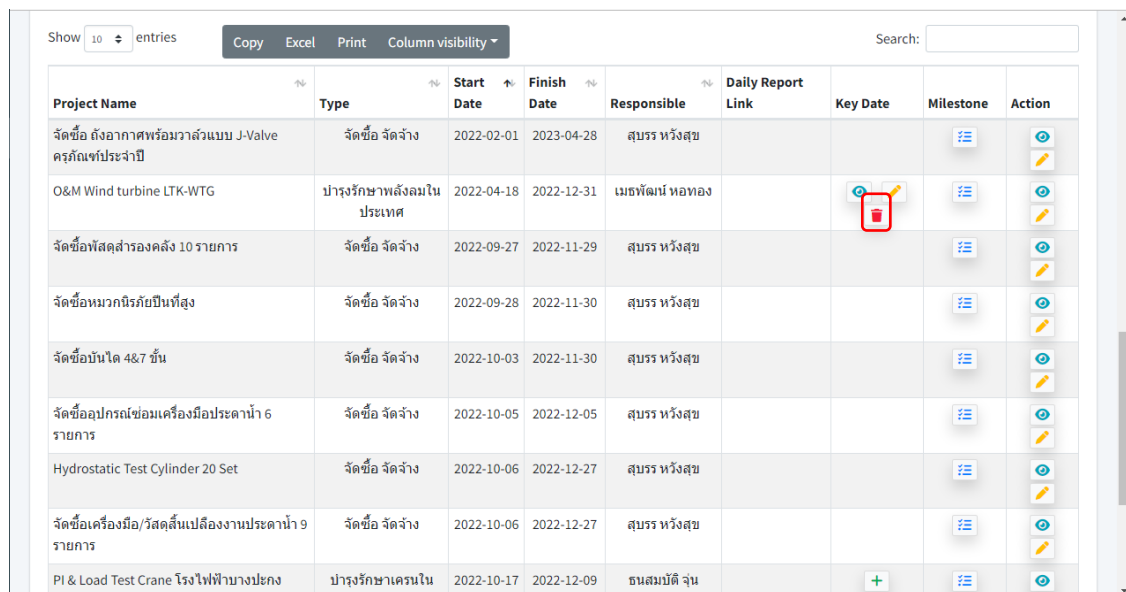 Show 10 entries Copy Excel Print Column visibility Search:
Project Name Type Start Date Finish Date Responsible Daily Report Link Key Date Milestone Action
จัดซื้อ ถังอากาศพร้อมวาล์วแบบ J-Valve ครุภัณฑ์ประจำปี จัดซื้อ จัดจ้าง 2022-02-01 2023-04-28 สุบรร หวังสุข
O&M Wind turbine LTK-WTG บำรุงรักษาพลังลมในประเทศ 2022-04-18 2022-12-31 เมธพัฒน์ หอทอง
จัดซื้อพัสดุสำรองคลัง 10 รายการ จัดซื้อ จัดจ้าง 2022-09-27 2022-11-29 สุบรร หวังสุข
จัดซื้อหมวกนิรภัยปีนที่สูง จัดซื้อ จัดจ้าง 2022-09-28 2022-11-30 สุบรร หวังสุข
จัดซื้อบันได 4&7 ขั้น จัดซื้อ จัดจ้าง 2022-10-03 2022-11-30 สุบรร หวังสุข
จัดซื้ออุปกรณ์ซ่อมเครื่องมือประดาน้ำ 6 รายการ จัดซื้อ จัดจ้าง 2022-10-05 2022-12-05 สุบรร หวังสุข
Hydrostatic Test Cylinder 20 Set จัดซื้อ จัดจ้าง 2022-10-06 2022-12-27 สุบรร หวังสุข
จัดซื้อเครื่องมือ/วัสดุสิ้นเปลืองงานประดาน้ำ 9 รายการ จัดซื้อ จัดจ้าง 2022-10-06 2022-12-27 สุบรร หวังสุข
PI & Load Test Crane โรงไฟฟ้าบางปะกง บำรุงรักษาเครนใน 2022-10-17 2022-12-09 ธนสมบัติ จุ่น